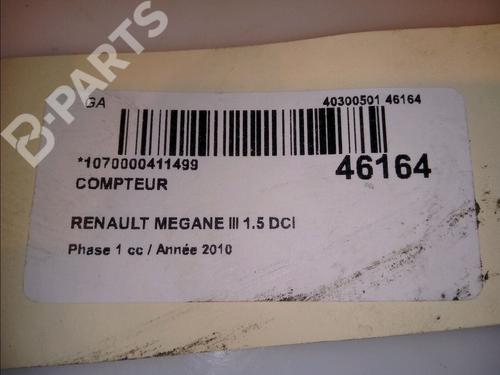 B-PARTS
GA 40300501 46164
*1070000411499 46164
COMPTEUR
RENAULT MEGANE III 1.5 DCI
Phase 1 cc / Année 2010